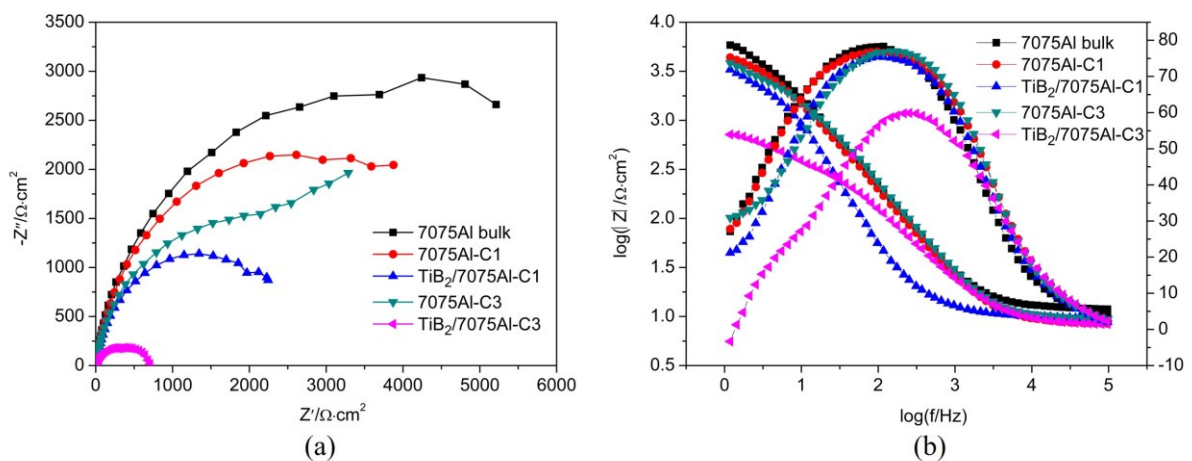 3500
3000
2500
2000
1500
1000
500
0
-Z″/Ω·cm²
0 1000 2000 3000 4000 5000 6000
Z′/Ω·cm²
7075Al bulk
7075Al-C1
TiB₂/7075Al-C1
7075Al-C3
TiB₂/7075Al-C3
(a)
4.0
3.5
3.0
2.5
2.0
1.5
1.0
0.5
log(|Z|/Ω·cm²)
0 1 2 3 4 5
log(f/Hz)
80
70
60
50
40
30
20
10
0
-10
7075Al bulk
7075Al-C1
TiB₂/7075Al-C1
7075Al-C3
TiB₂/7075Al-C3
(b)